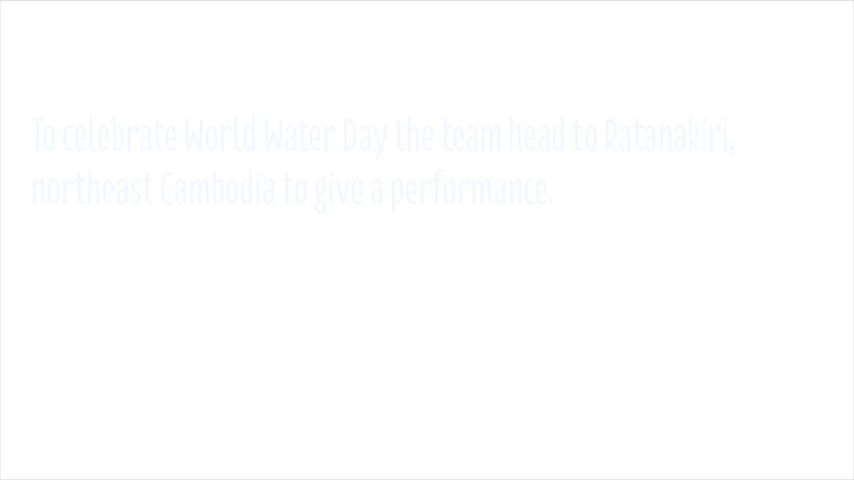 To celebrate World Water Day the team head to Ratanakiri,
northeast Cambodia to give a performance.